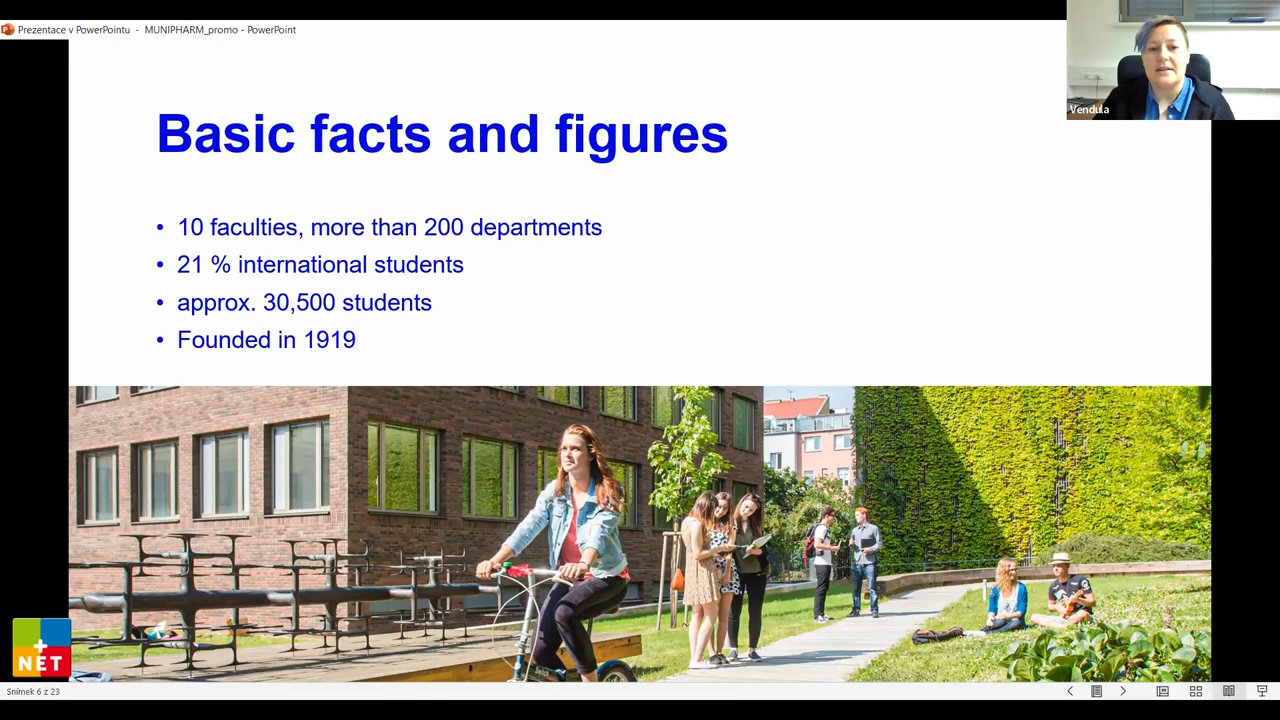 Prezentace v PowerPointu - MUNIPHARM_promo - PowerPoint
Vendula
Basic facts and figures
• 10 faculties, more than 200 departments
• 21 % international students
• approx. 30,500 students
• Founded in 1919
+
NET
Snímek 6 z 23